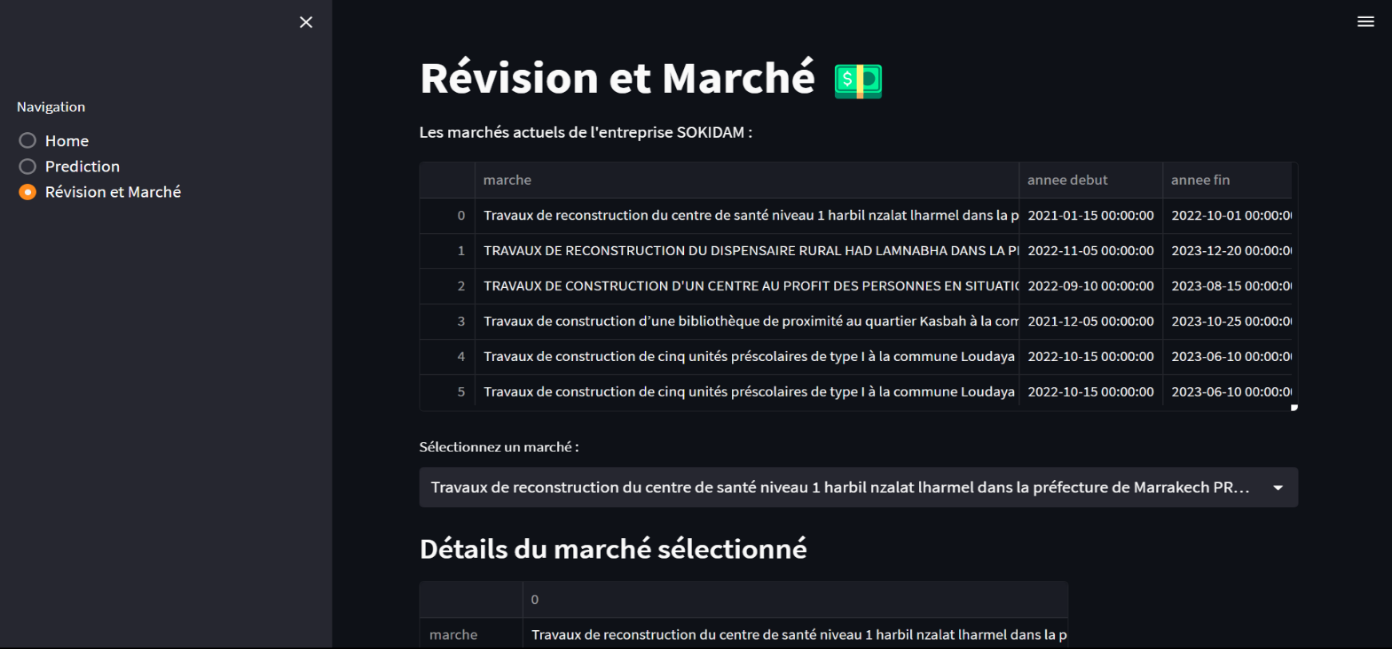 Navigation
Home
Prediction
Révision et Marché
Révision et Marché
Les marchés actuels de l'entreprise SOKIDAM :
marche annee debut annee fin
0 Travaux de reconstruction du centre de santé niveau 1 harbil nzalat lharmel dans la p 2021-01-15 00:00:00 2022-10-01 00:00:0
1 TRAVAUX DE RECONSTRUCTION DU DISPENSAIRE RURAL HAD LAMNABHA DANS LA P 2022-11-05 00:00:00 2023-12-20 00:00:0
2 TRAVAUX DE CONSTRUCTION D'UN CENTRE AU PROFIT DES PERSONNES EN SITUATI 2022-09-10 00:00:00 2023-08-15 00:00:0
3 Travaux de construction d'une bibliothèque de proximité au quartier Kasbah à la com 2021-12-05 00:00:00 2023-10-25 00:00:0
4 Travaux de construction de cinq unités préscolaires de type I à la commune Loudaya 2022-10-15 00:00:00 2023-06-10 00:00:0
5 Travaux de construction de cinq unités préscolaires de type I à la commune Loudaya 2022-10-15 00:00:00 2023-06-10 00:00:0
Sélectionnez un marché :
Travaux de reconstruction du centre de santé niveau 1 harbil nzalat lharmel dans la préfecture de Marrakech PR...
Détails du marché sélectionné
0
marche Travaux de reconstruction du centre de santé niveau 1 harbil nzalat lharmel dans la p